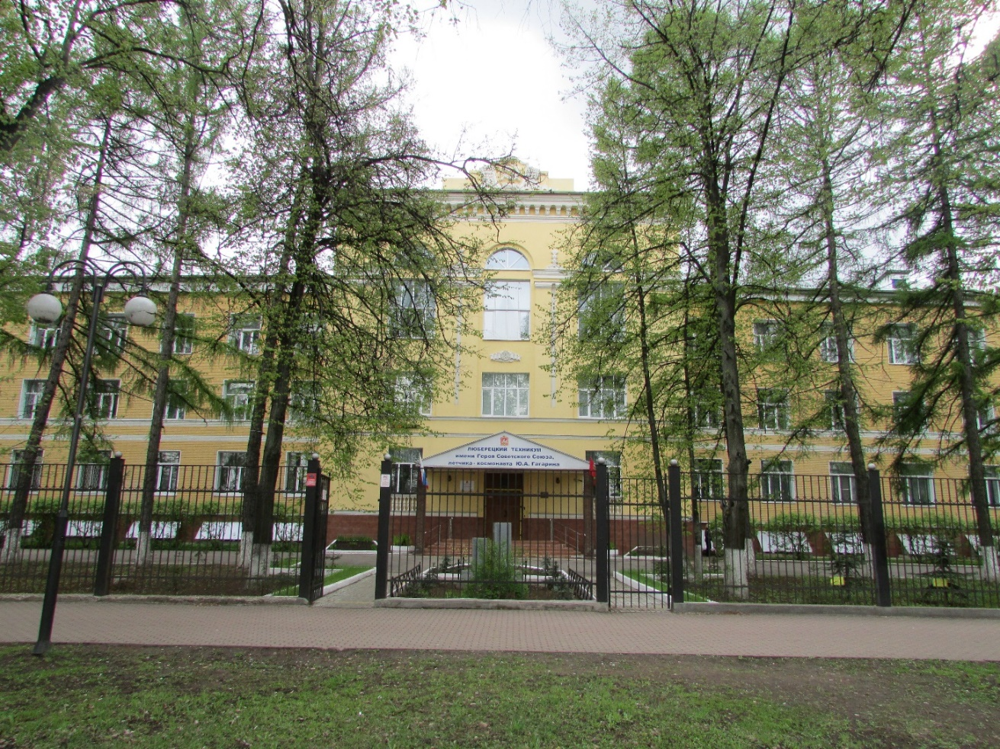 ЛЮБЕРЕЦКИЙ ТЕХНИКУМ
имени Героя Советского Союза,
летчика - космонавта Ю.А. Гагарина